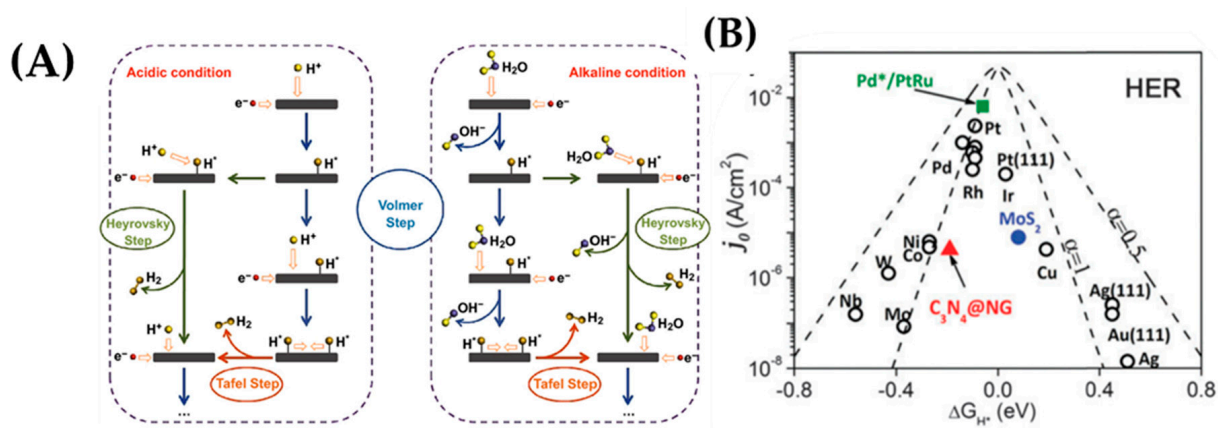 (A)
Acidic condition
H⁺
e⁻
H⁺
H*
e⁻
H*
Heyrovsky
Step
H⁺
H₂
H*
e⁻
H⁺
H₂
e⁻
H* H*
Tafel Step
...
Volmer
Step
Alkaline condition
H₂O
e⁻
OH⁻
H₂O
H*
H*
e⁻
Heyrovsky
Step
H₂O
OH⁻
H*
e⁻
H₂
OH⁻
H₂
H₂O
H* H*
e⁻
Tafel Step
...
(B)
HER
Pd*/PtRu
Pt
Pd
Pt(111)
Rh
Ir
MoS₂
Ni
Co
W
Cu
Nb
Mo
C₃N₄@NG
Ag(111)
Au(111)
Ag
α=0.5
α=1
j₀ (A/cm²)
10⁻²
10⁻⁴
10⁻⁶
10⁻⁸
-0.8 -0.4 0.0 0.4 0.8
ΔG_H* (eV)